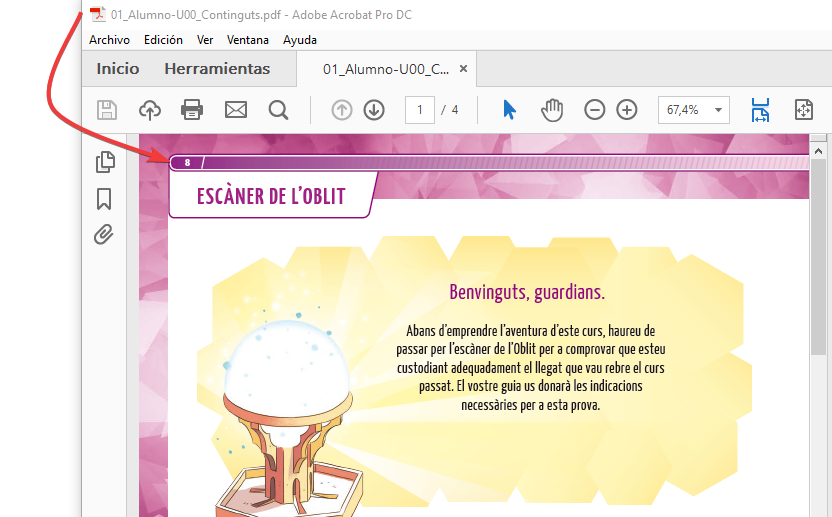 01_Alumno-U00_Continguts.pdf - Adobe Acrobat Pro DC
Archivo Edición Ver Ventana Ayuda
Inicio Herramientas 01_Alumno-U00_C... ×
1 / 4 67,4%
8
ESCÀNER DE L'OBLIT
Benvinguts, guardians.
Abans d'emprendre l'aventura d'este curs, haureu de
passar per l'escàner de l'Oblit per a comprovar que esteu
custodiant adequadament el llegat que vau rebre el curs
passat. El vostre guia us donarà les indicacions
necessàries per a esta prova.